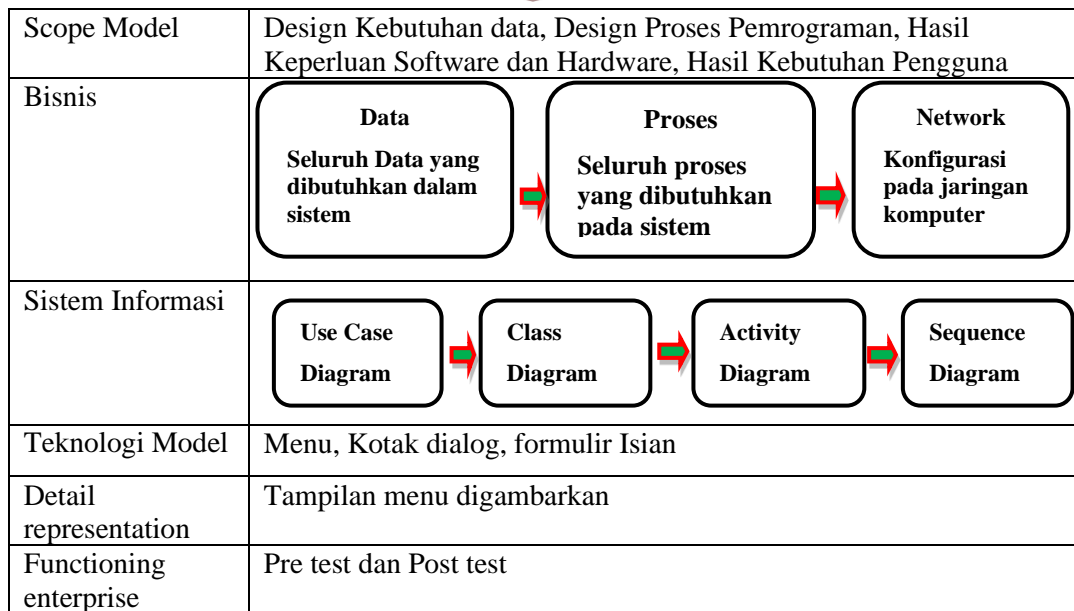 Scope Model
Design Kebutuhan data, Design Proses Pemrograman, Hasil
Keperluan Software dan Hardware, Hasil Kebutuhan Pengguna
Bisnis
Data
Seluruh Data yang
dibutuhkan dalam
sistem
Proses
Seluruh proses
yang dibutuhkan
pada sistem
Network
Konfigurasi
pada jaringan
komputer
Sistem Informasi
Use Case
Diagram
Class
Diagram
Activity
Diagram
Sequence
Diagram
Teknologi Model
Menu, Kotak dialog, formulir Isian
Detail
representation
Tampilan menu digambarkan
Functioning
enterprise
Pre test dan Post test